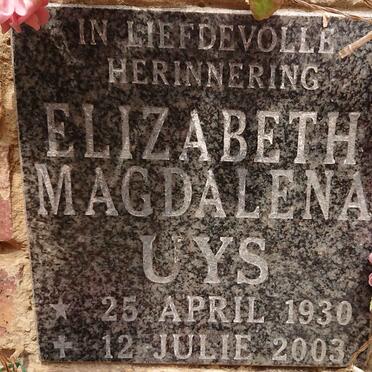 IN LIEFDEVOLLE
HERINNERING
ELIZABETH
MAGDALENA
UYS
★ 25 APRIL 1930
✝ 12 JULIE 2003